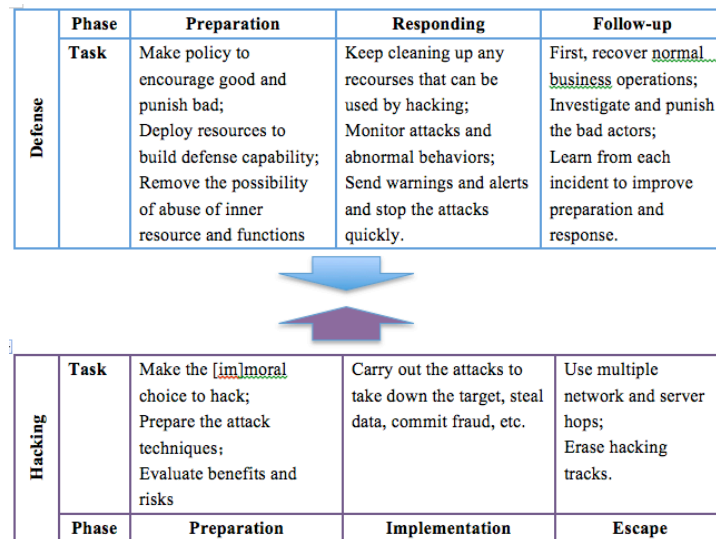 Defense
Phase Preparation Responding Follow-up
Task
Make policy to
encourage good and
punish bad;
Deploy resources to
build defense capability;
Remove the possibility
of abuse of inner
resource and functions
Keep cleaning up any
recourses that can be
used by hacking;
Monitor attacks and
abnormal behaviors;
Send warnings and alerts
and stop the attacks
quickly.
First, recover normal
business operations;
Investigate and punish
the bad actors;
Learn from each
incident to improve
preparation and
response.
Hacking
Task
Make the [im]moral
choice to hack;
Prepare the attack
techniques;
Evaluate benefits and
risks
Carry out the attacks to
take down the target, steal
data, commit fraud, etc.
Use multiple
network and server
hops;
Erase hacking
tracks.
Phase Preparation Implementation Escape